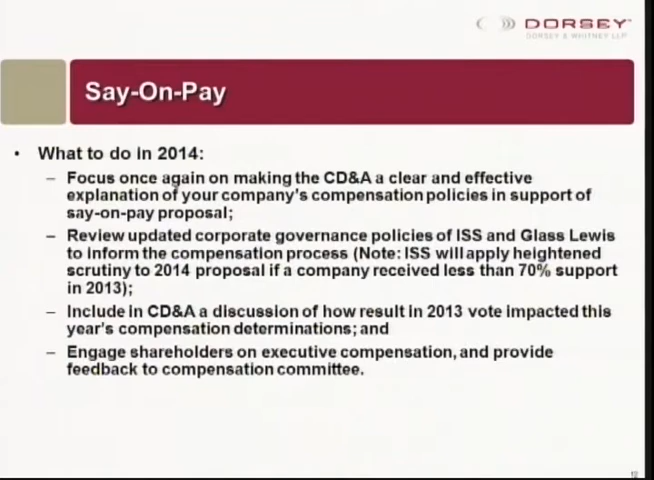 DORSEY
DORSEY & WHITNEY LLP
Say-On-Pay
• What to do in 2014:
– Focus once again on making the CD&A a clear and effective
explanation of your company's compensation policies in support of
say-on-pay proposal;
– Review updated corporate governance policies of ISS and Glass Lewis
to inform the compensation process (Note: ISS will apply heightened
scrutiny to 2014 proposal if a company received less than 70% support
in 2013);
– Include in CD&A a discussion of how result in 2013 vote impacted this
year's compensation determinations; and
– Engage shareholders on executive compensation, and provide
feedback to compensation committee.
12